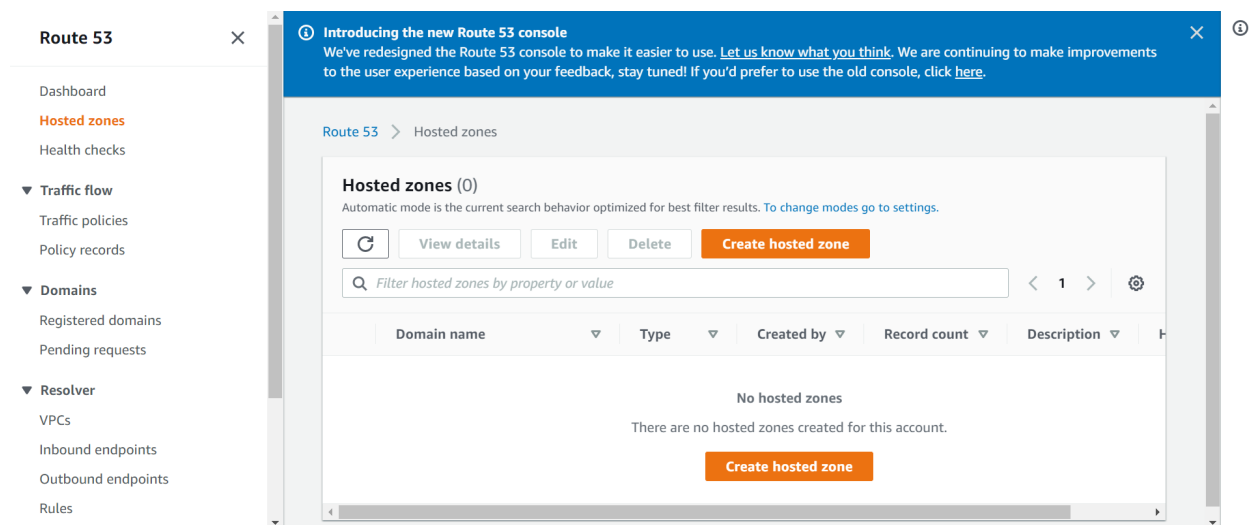 Route 53
Dashboard
Hosted zones
Health checks
Traffic flow
Traffic policies
Policy records
Domains
Registered domains
Pending requests
Resolver
VPCs
Inbound endpoints
Outbound endpoints
Rules
Introducing the new Route 53 console
We've redesigned the Route 53 console to make it easier to use. Let us know what you think. We are continuing to make improvements
to the user experience based on your feedback, stay tuned! If you'd prefer to use the old console, click here.
Route 53 > Hosted zones
Hosted zones (0)
Automatic mode is the current search behavior optimized for best filter results. To change modes go to settings.
View details Edit Delete Create hosted zone
Filter hosted zones by property or value 1
Domain name Type Created by Record count Description H
No hosted zones
There are no hosted zones created for this account.
Create hosted zone